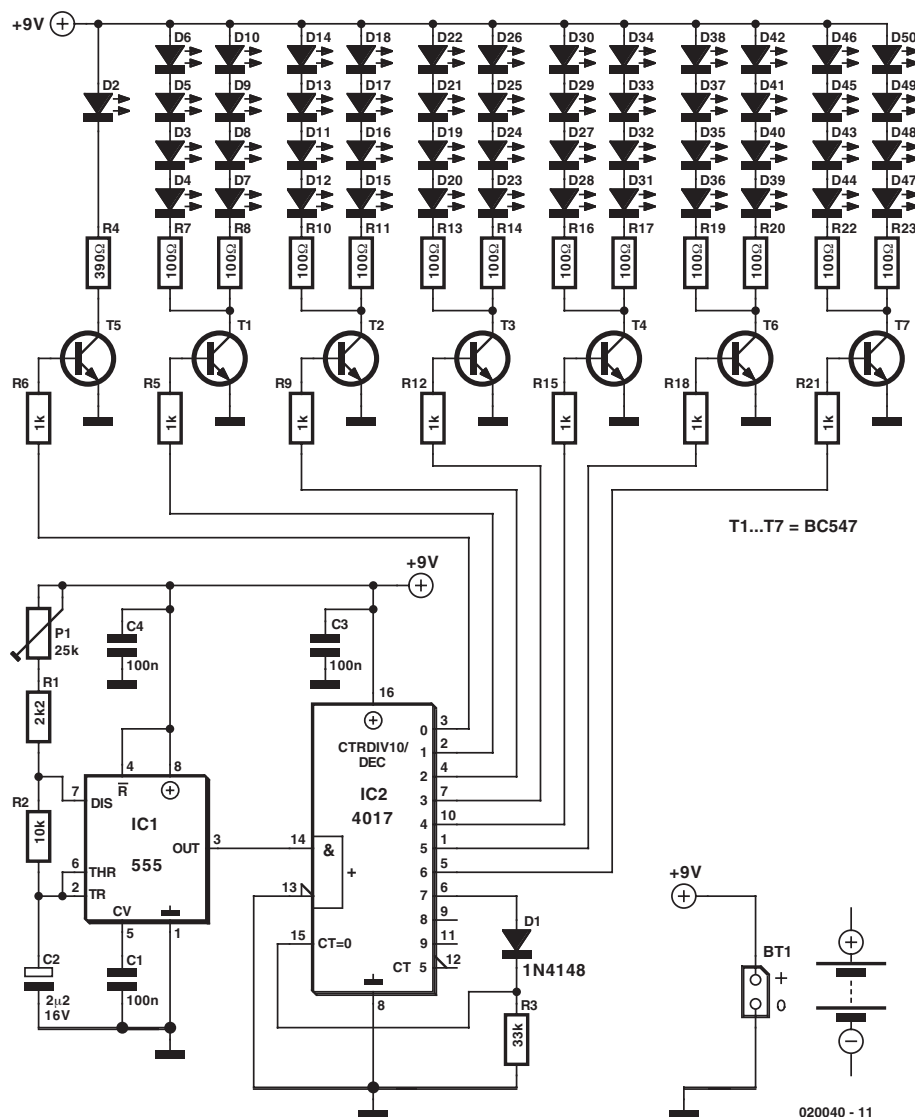 +9V
D6 D10 D14 D18 D22 D26 D30 D34 D38 D42 D46 D50
D2 D5 D9 D13 D17 D21 D25 D29 D33 D37 D41 D45 D49
D3 D8 D11 D16 D19 D24 D27 D32 D35 D40 D43 D48
D4 D7 D12 D15 D20 D23 D28 D31 D36 D39 D44 D47
R4 R7 R8 R10 R11 R13 R14 R16 R17 R19 R20 R22 R23
390Ω 100Ω 100Ω 100Ω 100Ω 100Ω 100Ω 100Ω 100Ω 100Ω 100Ω 100Ω 100Ω
T5 T1 T2 T3 T4 T6 T7
R6 R5 R9 R12 R15 R18 R21
1k 1k 1k 1k 1k 1k 1k
T1...T7 = BC547
+9V
P1
25k
C4
100n
C3
100n
R1
2k2
16
CTRDIV10/
DEC
IC2
4017
0 3
1 2
2 4
3 7
4 10
5 1
6 5
7 6
8 9
9 11
CT 5 12
14 &
+
13
15 CT=0
8
4 8
R
7 DIS
IC1
555
OUT 3
6 THR
2 TR
CV
5 1
R2
10k
C2
2µ2
16V
C1
100n
D1
1N4148
R3
33k
+9V
BT1
+
0
020040 - 11